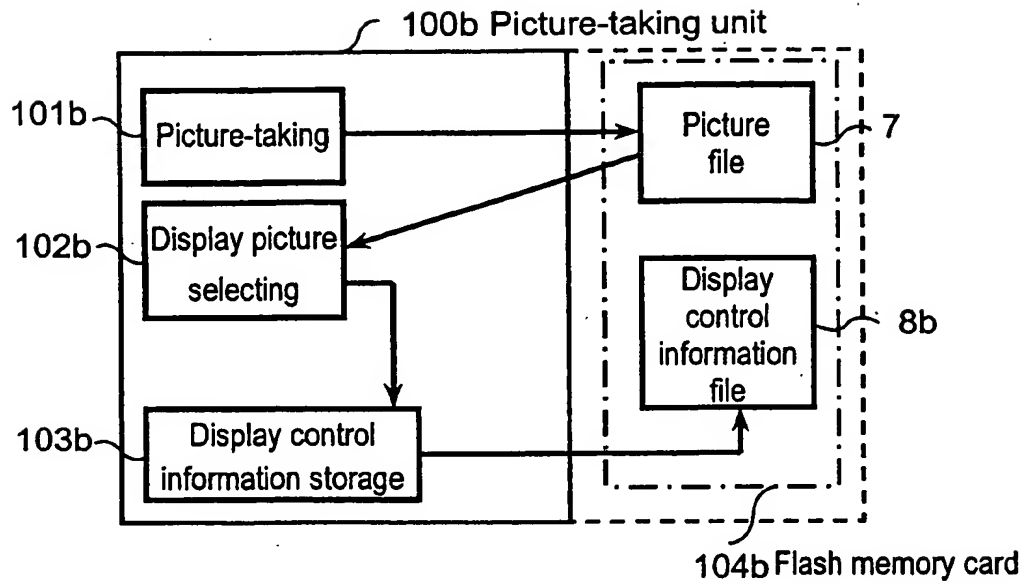 100b Picture-taking unit
101b
Picture-taking
Picture
file
7
102b
Display picture
selecting
Display
control
information
file
8b
103b
Display control
information storage
104b Flash memory card